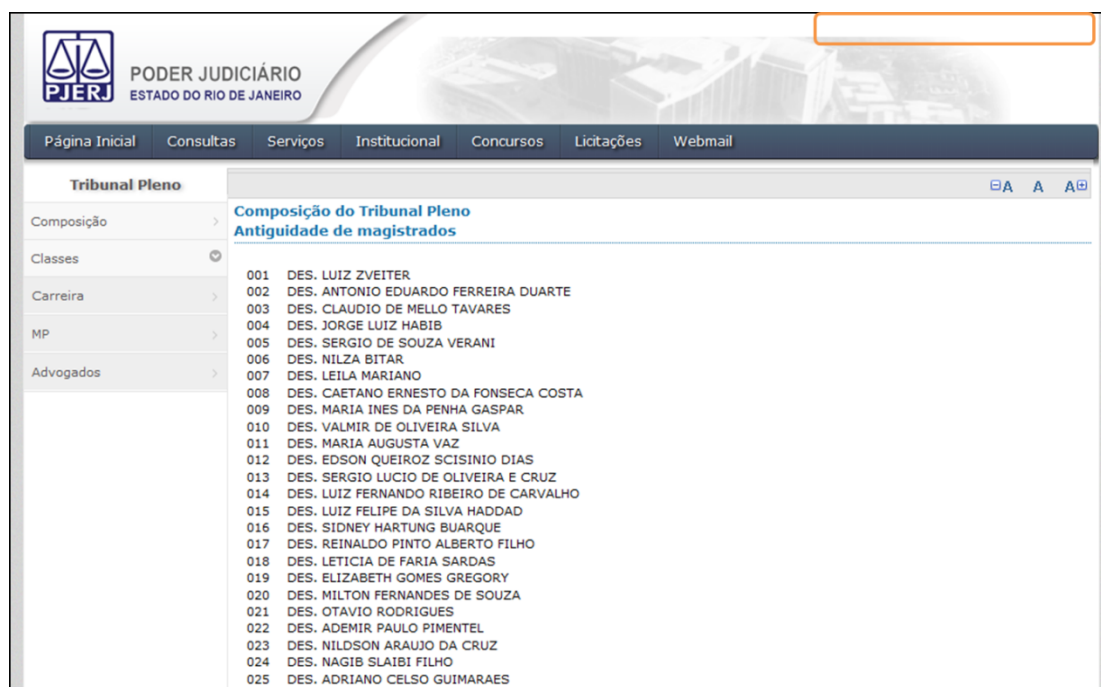 PJERJ
PODER JUDICIÁRIO
ESTADO DO RIO DE JANEIRO
Página Inicial Consultas Serviços Institucional Concursos Licitações Webmail
Tribunal Pleno
Composição
Classes
Carreira
MP
Advogados
A A A
Composição do Tribunal Pleno
Antiguidade de magistrados
001 DES. LUIZ ZVEITER
002 DES. ANTONIO EDUARDO FERREIRA DUARTE
003 DES. CLAUDIO DE MELLO TAVARES
004 DES. JORGE LUIZ HABIB
005 DES. SERGIO DE SOUZA VERANI
006 DES. NILZA BITAR
007 DES. LEILA MARIANO
008 DES. CAETANO ERNESTO DA FONSECA COSTA
009 DES. MARIA INES DA PENHA GASPAR
010 DES. VALMIR DE OLIVEIRA SILVA
011 DES. MARIA AUGUSTA VAZ
012 DES. EDSON QUEIROZ SCISINIO DIAS
013 DES. SERGIO LUCIO DE OLIVEIRA E CRUZ
014 DES. LUIZ FERNANDO RIBEIRO DE CARVALHO
015 DES. LUIZ FELIPE DA SILVA HADDAD
016 DES. SIDNEY HARTUNG BUARQUE
017 DES. REINALDO PINTO ALBERTO FILHO
018 DES. LETICIA DE FARIA SARDAS
019 DES. ELIZABETH GOMES GREGORY
020 DES. MILTON FERNANDES DE SOUZA
021 DES. OTAVIO RODRIGUES
022 DES. ADEMIR PAULO PIMENTEL
023 DES. NILDSON ARAUJO DA CRUZ
024 DES. NAGIB SLAIBI FILHO
025 DES. ADRIANO CELSO GUIMARAES